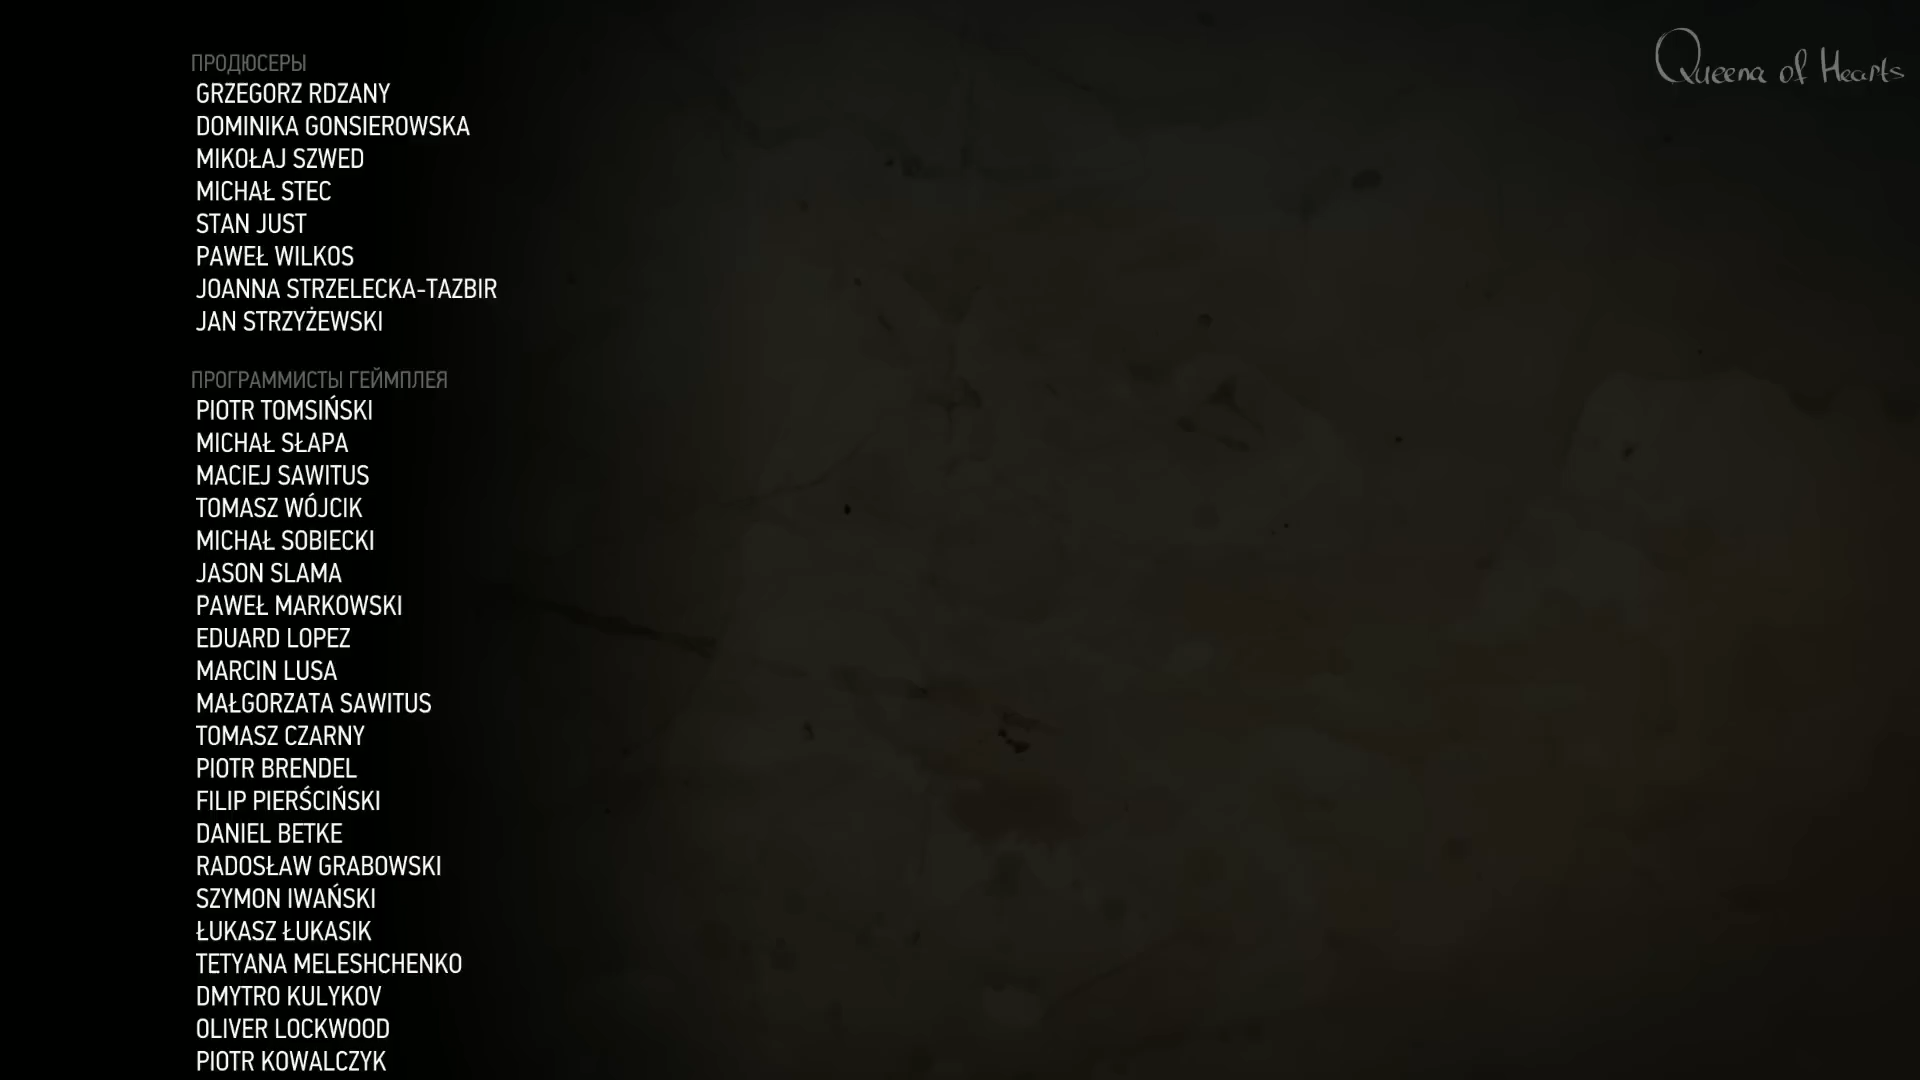 ПРОДЮСЕРЫ
GRZEGORZ RDZANY
DOMINIKA GONSIEROWSKA
MIKOŁAJ SZWED
MICHAŁ STEC
STAN JUST
PAWEŁ WILKOS
JOANNA STRZELECKA-TAZBIR
JAN STRZYŻEWSKI
ПРОГРАММИСТЫ ГЕЙМПЛЕЯ
PIOTR TOMSIŃSKI
MICHAŁ SŁAPA
MACIEJ SAWITUS
TOMASZ WÓJCIK
MICHAŁ SOBIECKI
JASON SLAMA
PAWEŁ MARKOWSKI
EDUARD LOPEZ
MARCIN LUSA
MAŁGORZATA SAWITUS
TOMASZ CZARNY
PIOTR BRENDEL
FILIP PIERŚCIŃSKI
DANIEL BETKE
RADOSŁAW GRABOWSKI
SZYMON IWAŃSKI
ŁUKASZ ŁUKASIK
TETYANA MELESHCHENKO
DMYTRO KULYKOV
OLIVER LOCKWOOD
PIOTR KOWALCZYK
Queena of Hearts